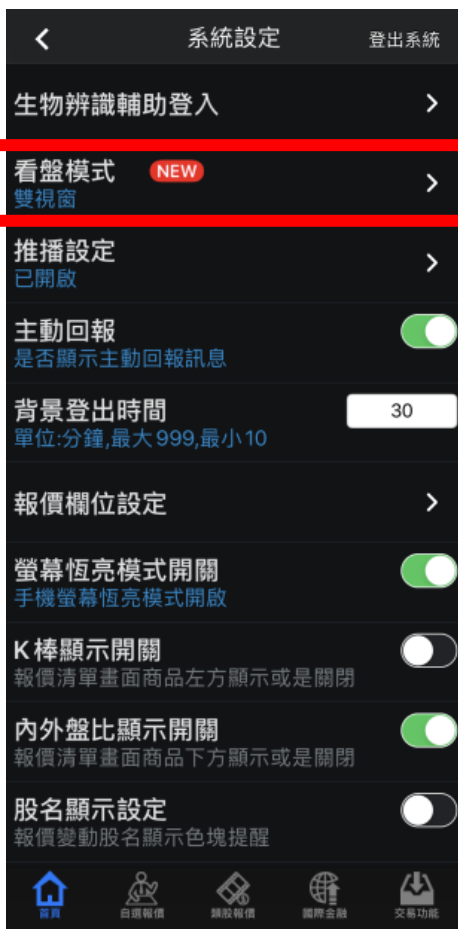 系統設定
登出系統
生物辨識輔助登入
看盤模式 NEW
雙視窗
推播設定
已開啟
主動回報
是否顯示主動回報訊息
背景登出時間 30
單位:分鐘,最大999,最小10
報價欄位設定
螢幕恆亮模式開關
手機螢幕恆亮模式開啟
K棒顯示開關
報價清單畫面商品左方顯示或是關閉
內外盤比顯示開關
報價清單畫面商品下方顯示或是關閉
股名顯示設定
報價變動股名顯示色塊提醒
首頁 自選報價 類股報價 國際金融 交易功能